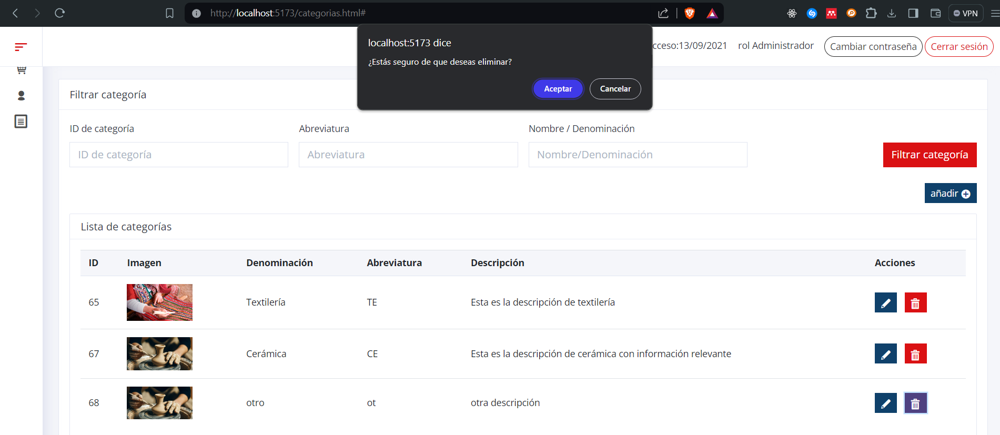 http://localhost:5173/categorias.html#
VPN
localhost:5173 dice
¿Estás seguro de que deseas eliminar?
Aceptar
Cancelar
cceso:13/09/2021
rol Administrador
Cambiar contraseña
Cerrar sesión
Filtrar categoría
ID de categoría
Abreviatura
Nombre / Denominación
ID de categoría
Abreviatura
Nombre/Denominación
Filtrar categoría
añadir
Lista de categorías
ID Imagen Denominación Abreviatura Descripción Acciones
65 Textilería TE Esta es la descripción de textilería
67 Cerámica CE Esta es la descripción de cerámica con información relevante
68 otro ot otra descripción